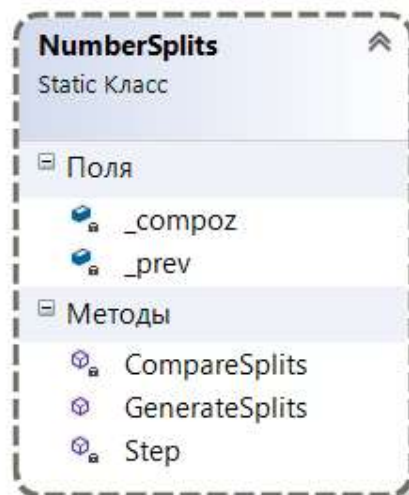 NumberSplits
Static Класс
Поля
_compoz
_prev
Методы
CompareSplits
GenerateSplits
Step